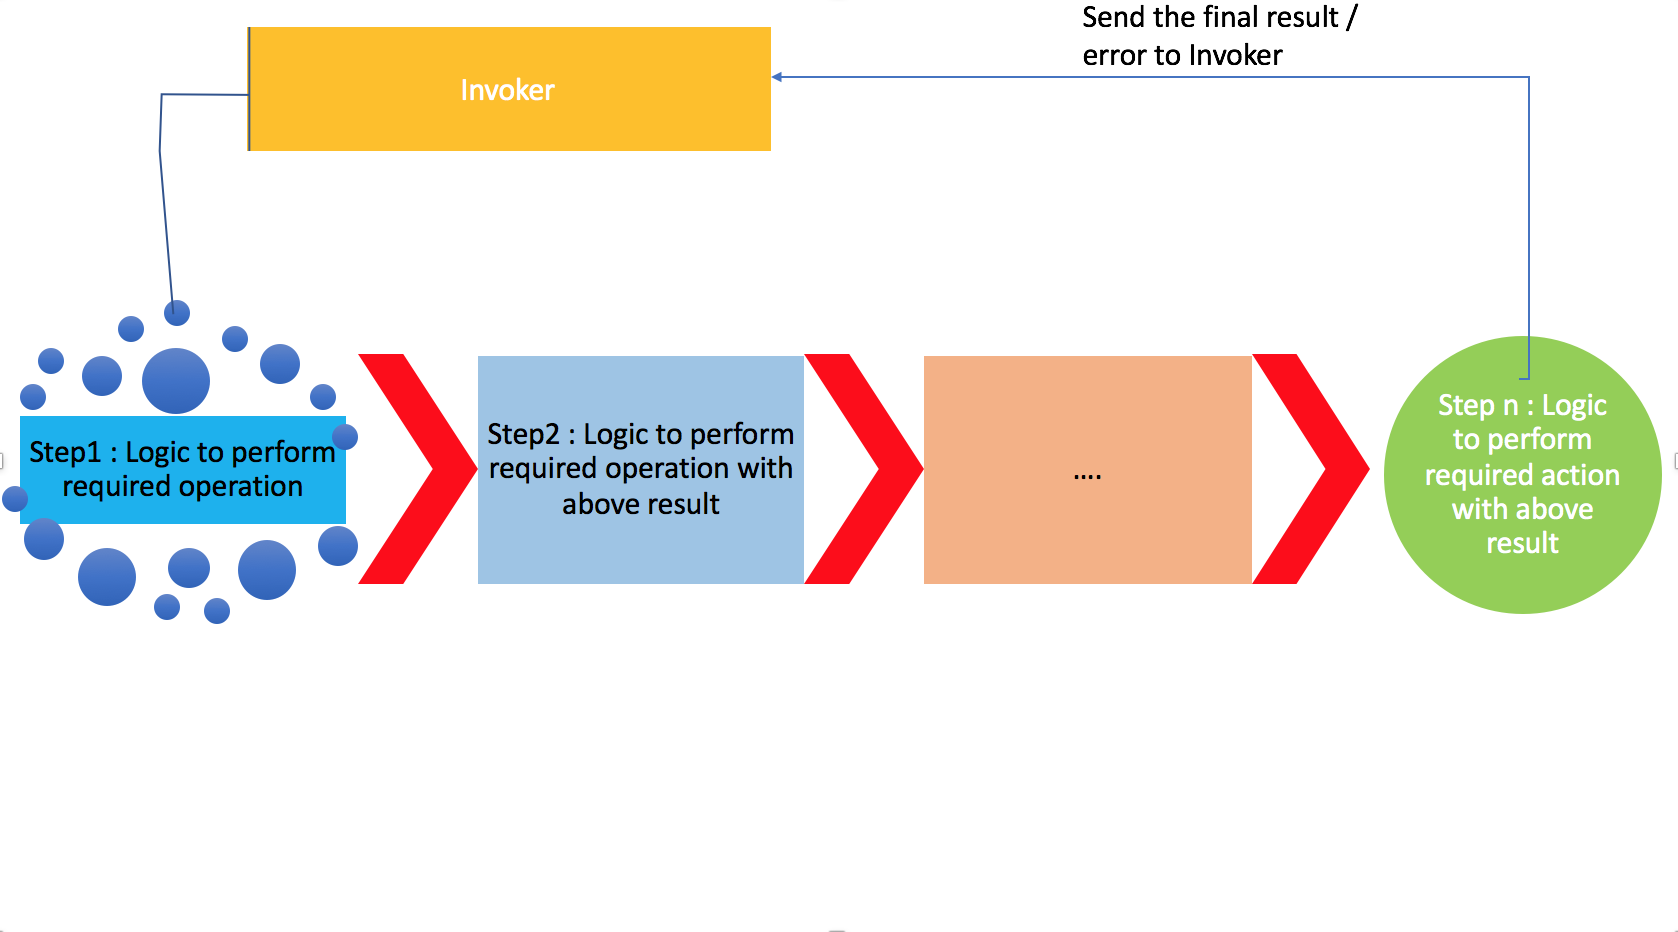 Send the final result /
error to Invoker
Invoker
Step1 : Logic to perform
required operation
Step2 : Logic to perform
required operation with
above result
....
Step n : Logic
to perform
required action
with above
result